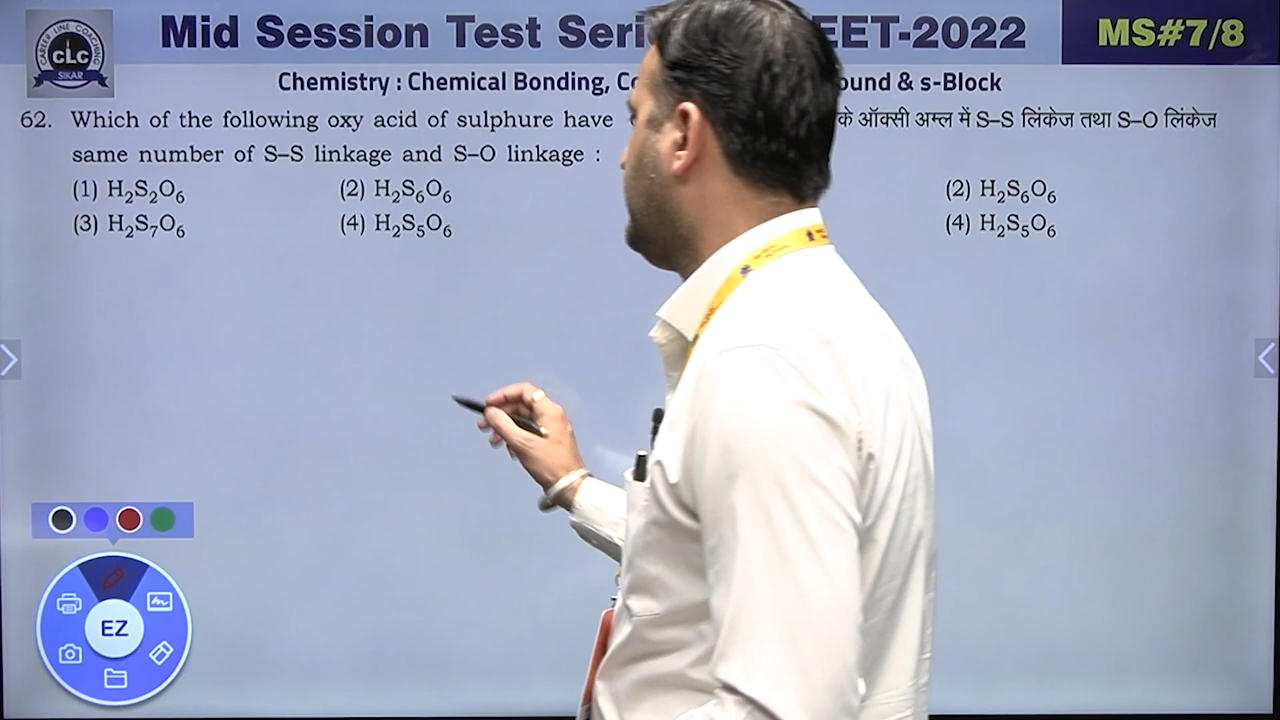 Mid Session Test Seri EET-2022
MS#7/8
CAREER LINE COACHING
CLC
SIKAR
Chemistry : Chemical Bonding, Co ound & s-Block
62. Which of the following oxy acid of sulphure have
same number of S–S linkage and S–O linkage :
(1) H₂S₂O₆ (2) H₂S₆O₆
(3) H₂S₇O₆ (4) H₂S₅O₆
के ऑक्सी अम्ल में S–S लिंकेज तथा S–O लिंकेज
(2) H₂S₆O₆
(4) H₂S₅O₆
EZ